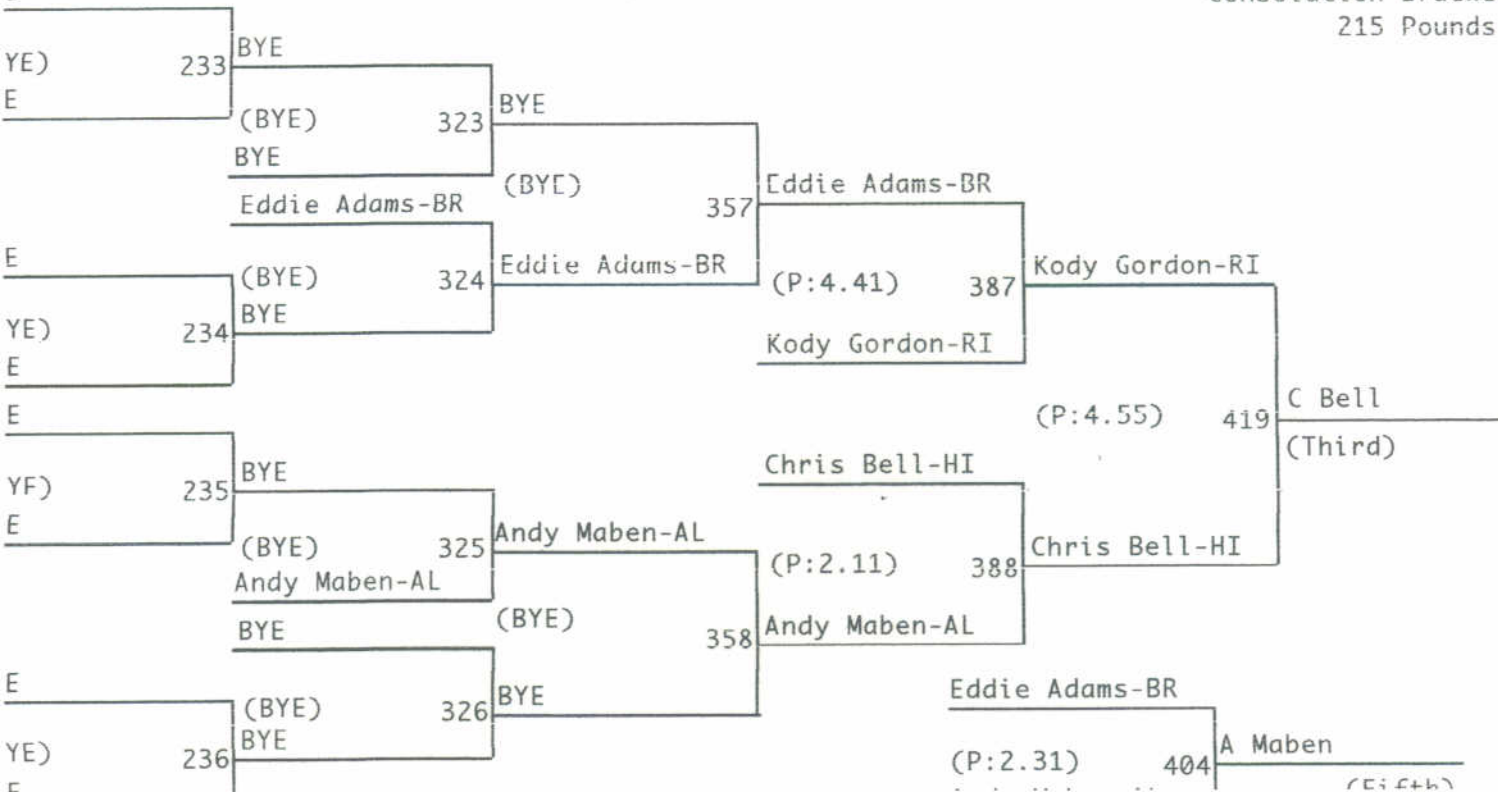 215 Pounds
YE)
233
BYE
E
(BYE)
323
BYE
BYE
(BYE)
Eddie Adams-BR
357
Eddie Adams-BR
E
(BYE)
324
Eddie Adams-BR
(P:4.41)
387
Kody Gordon-RI
YE)
234
BYE
E
Kody Gordon-RI
E
(P:4.55)
419
C Bell
(Third)
YF)
235
BYE
Chris Bell-HI
E
(BYE)
325
Andy Maben-AL
(P:2.11)
388
Chris Bell-HI
Andy Maben-AL
BYE
(BYE)
358
Andy Maben-AL
E
(BYE)
326
BYE
Eddie Adams-BR
YE)
236
BYE
(P:2.31)
404
A Maben
(Fifth)